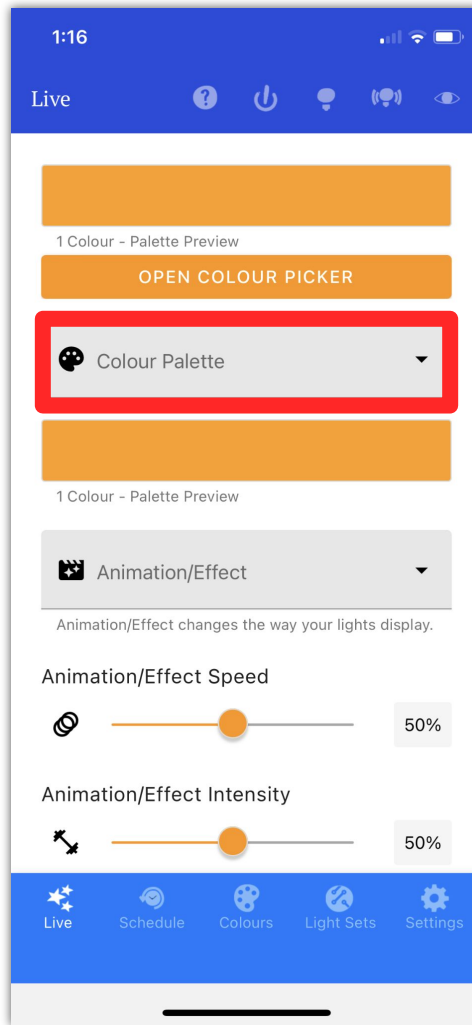 1:16
Live
1 Colour - Palette Preview
OPEN COLOUR PICKER
Colour Palette
1 Colour - Palette Preview
Animation/Effect
Animation/Effect changes the way your lights display.
Animation/Effect Speed
50%
Animation/Effect Intensity
50%
Live Schedule Colours Light Sets Settings